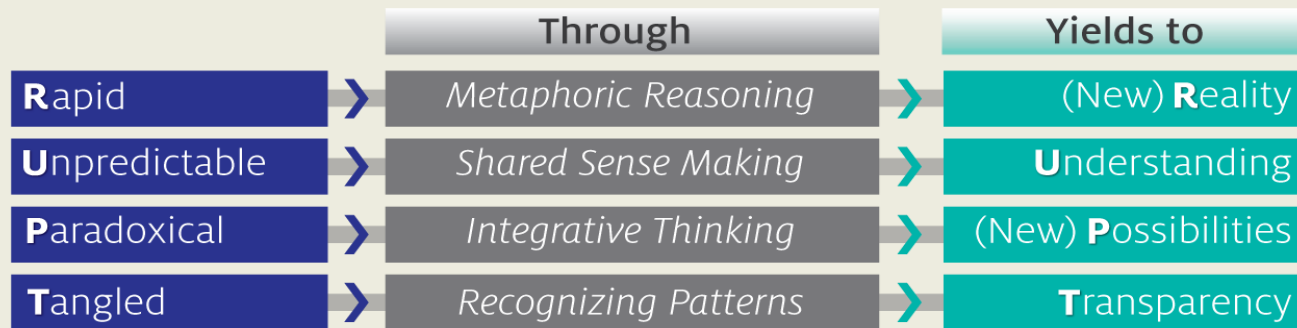 Through Yields to
Rapid Metaphoric Reasoning (New) Reality
Unpredictable Shared Sense Making Understanding
Paradoxical Integrative Thinking (New) Possibilities
Tangled Recognizing Patterns Transparency